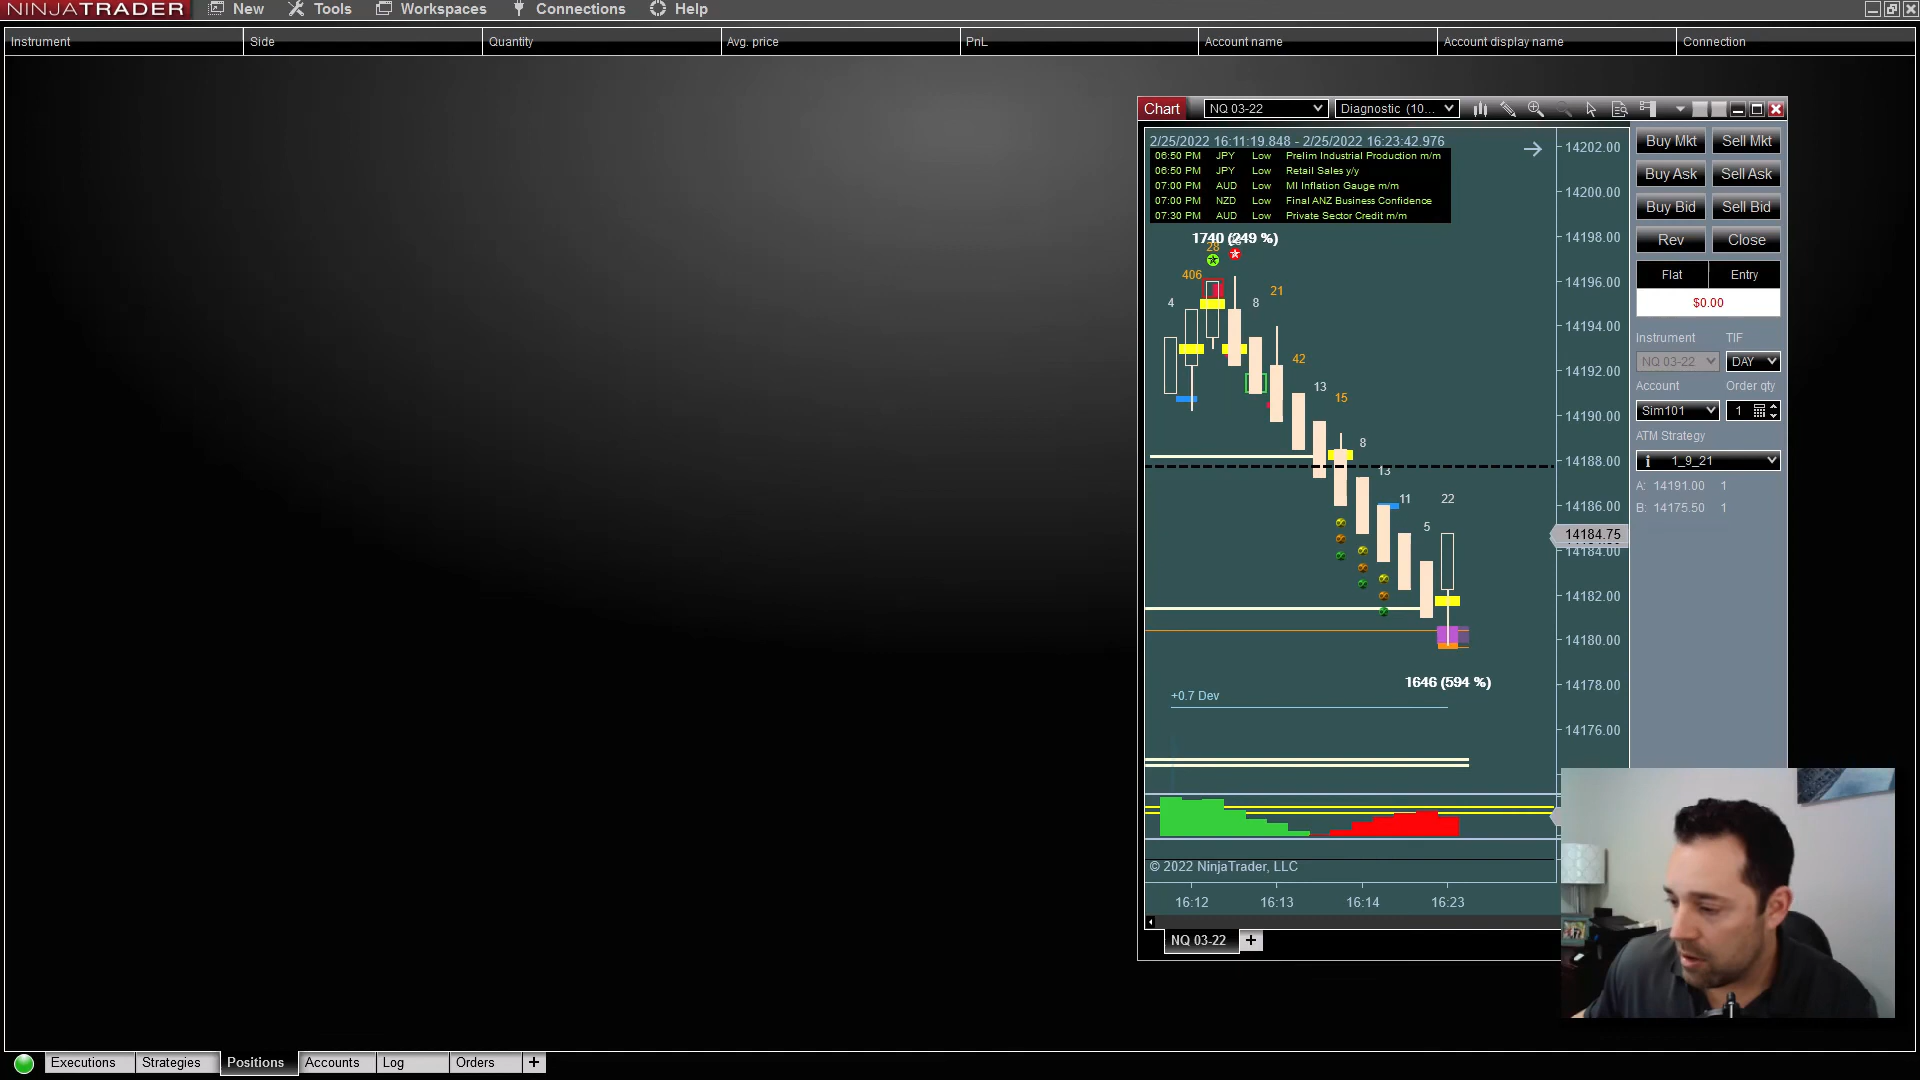 NINJATRADER New Tools Workspaces Connections Help
Instrument Side Quantity Avg. price PnL Account name Account display name Connection
Chart NQ 03-22 Diagnostic (10...
2/25/2022 16:11:19.848 - 2/25/2022 16:23:42.976
06:50 PM JPY Low Prelim Industrial Production m/m
06:50 PM JPY Low Retail Sales y/y
07:00 PM AUD Low MI Inflation Gauge m/m
07:00 PM NZD Low Final ANZ Business Confidence
07:30 PM AUD Low Private Sector Credit m/m
1740 (249 %)
28
406
4
8
21
42
13
15
8
13
11
22
5
1646 (594 %)
+0.7 Dev
© 2022 NinjaTrader, LLC
16:12 16:13 16:14 16:23
NQ 03-22 +
14202.00
14200.00
14198.00
14196.00
14194.00
14192.00
14190.00
14188.00
14186.00
14184.75
14184.00
14182.00
14180.00
14178.00
14176.00
Buy Mkt Sell Mkt
Buy Ask Sell Ask
Buy Bid Sell Bid
Rev Close
Flat Entry
$0.00
Instrument TIF
NQ 03-22 DAY
Account Order qty
Sim101 1
ATM Strategy
i 1_9_21
A: 14191.00 1
B: 14175.50 1
Executions Strategies Positions Accounts Log Orders +